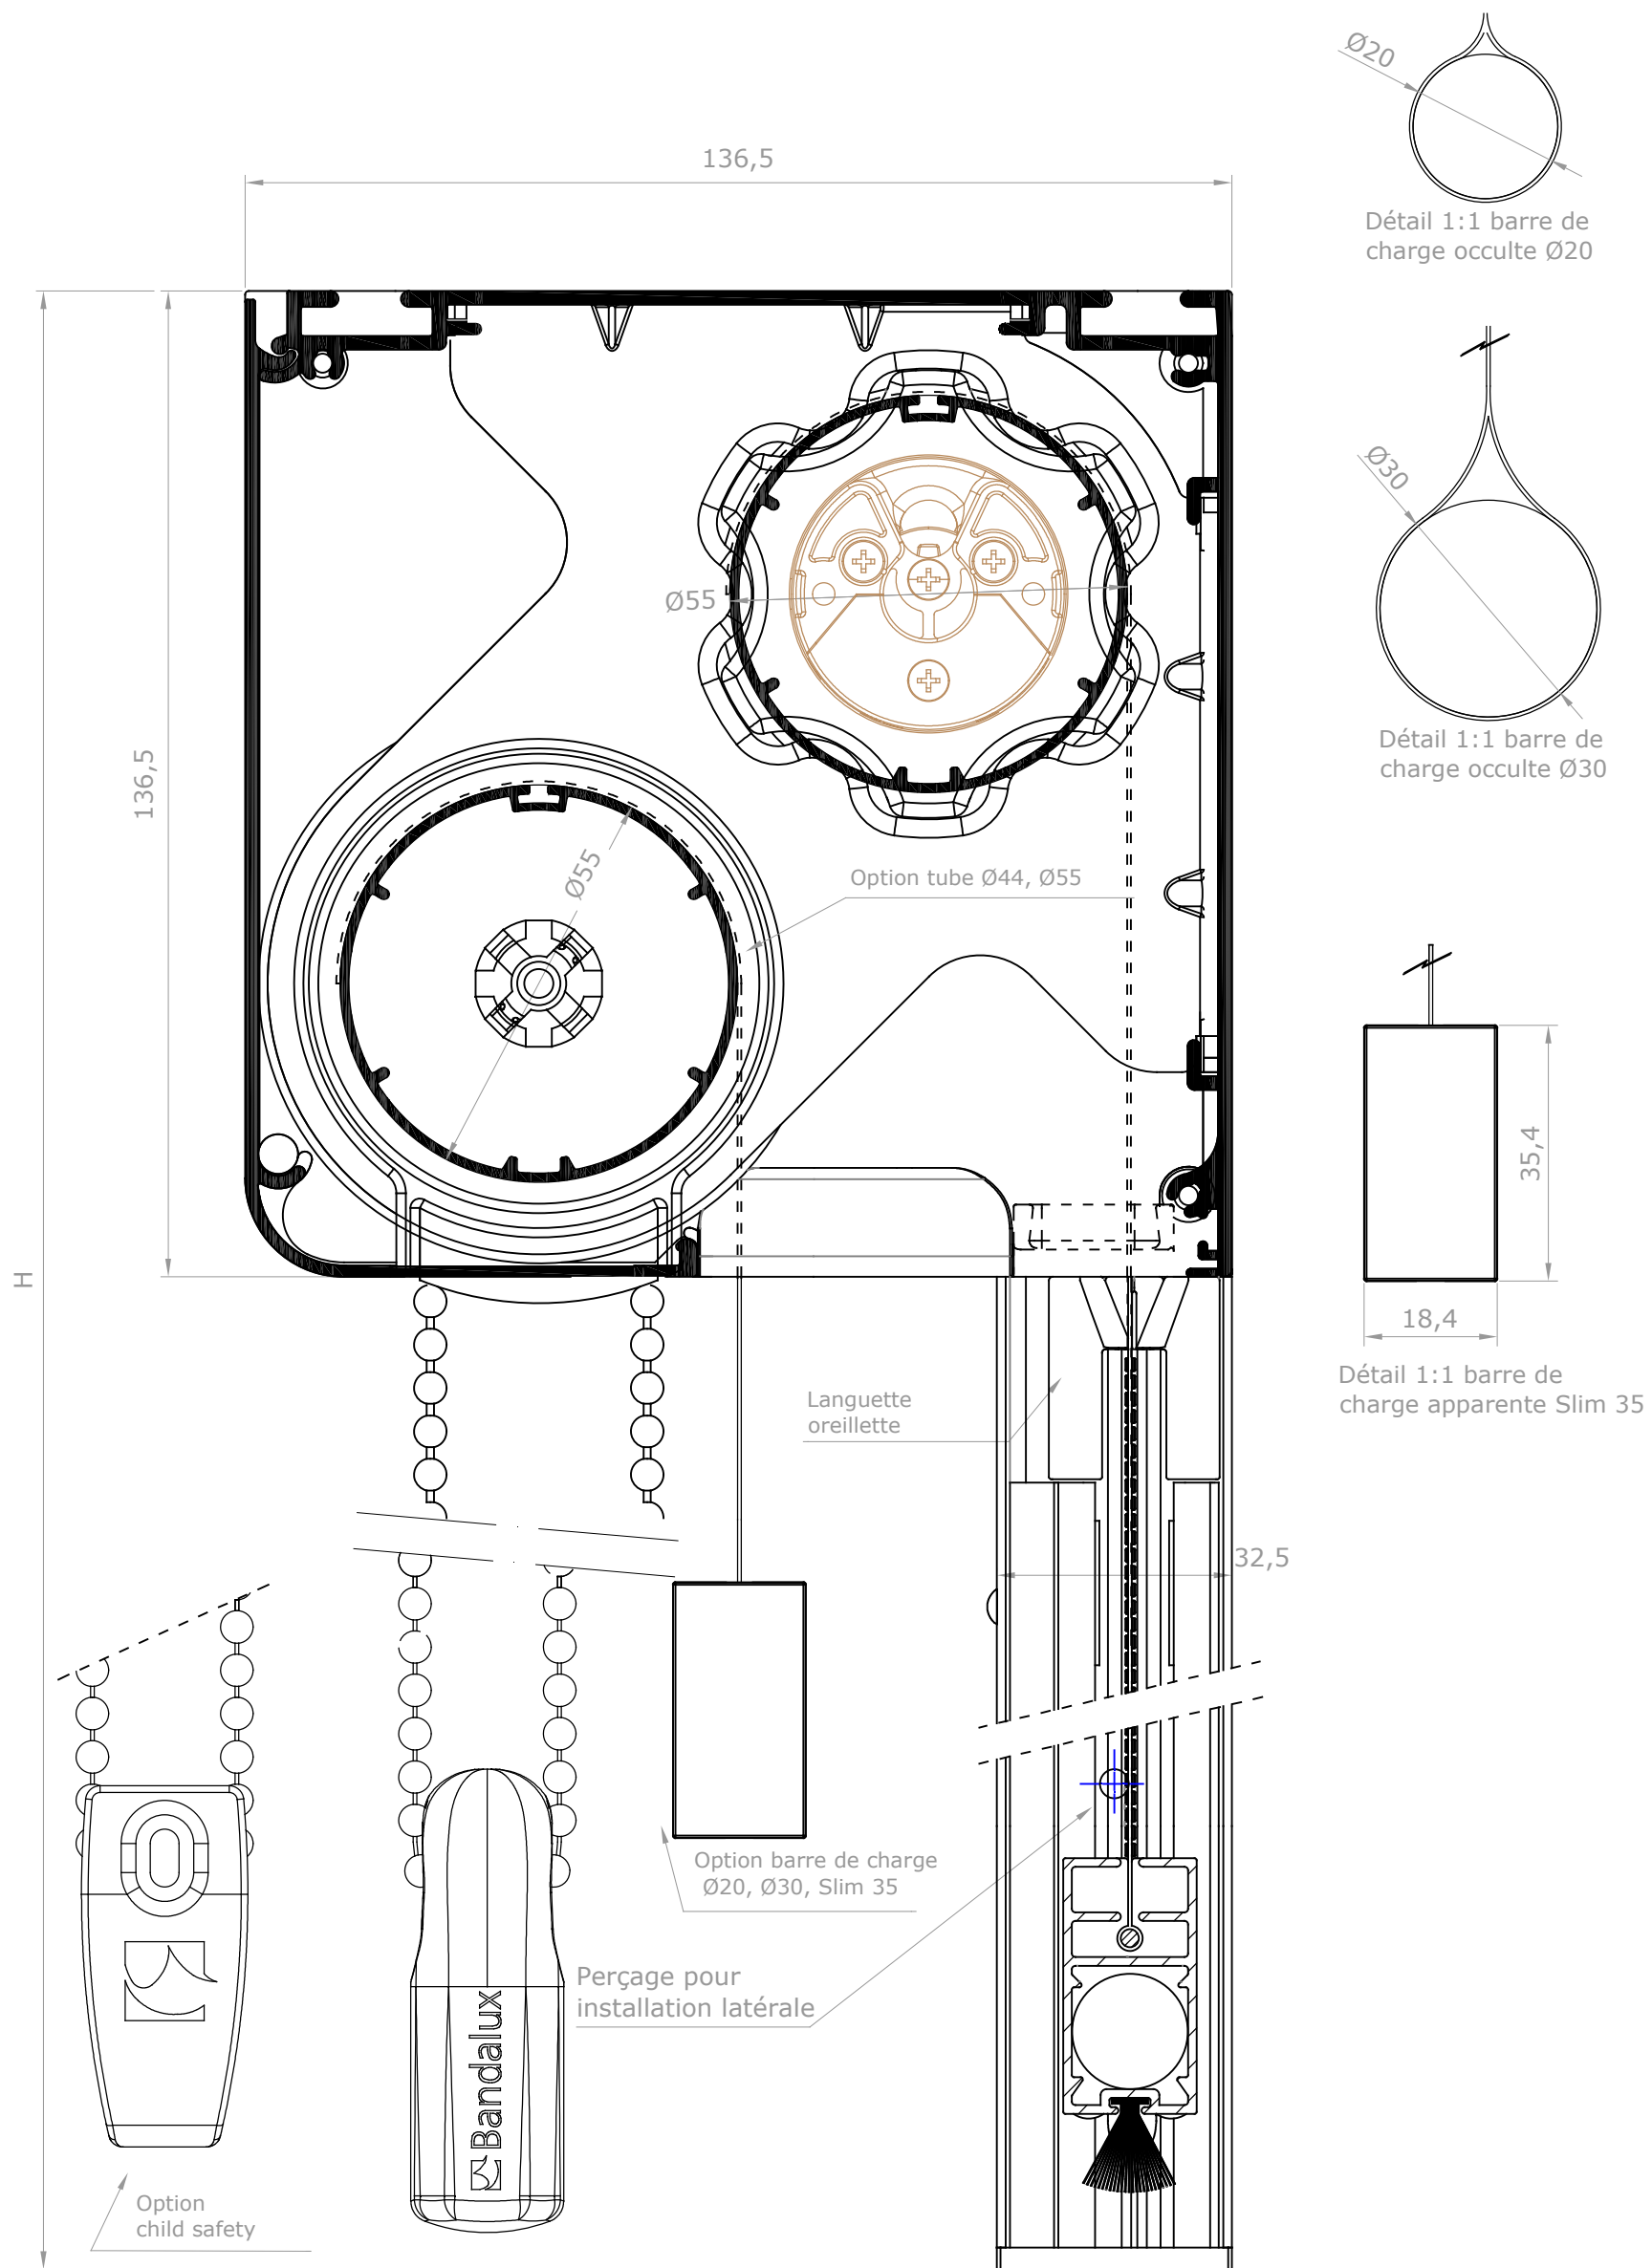 Ø20
Détail 1:1 barre de
charge occulte Ø20
136,5
Ø30
Détail 1:1 barre de
charge occulte Ø30
136,5
Ø55
Ø55
Option tube Ø44, Ø55
35,4
18,4
Détail 1:1 barre de
charge apparente Slim 35
H
Languette
oreillette
32,5
Option barre de charge
Ø20, Ø30, Slim 35
Perçage pour
installation latérale
Bandalux
Option
child safety